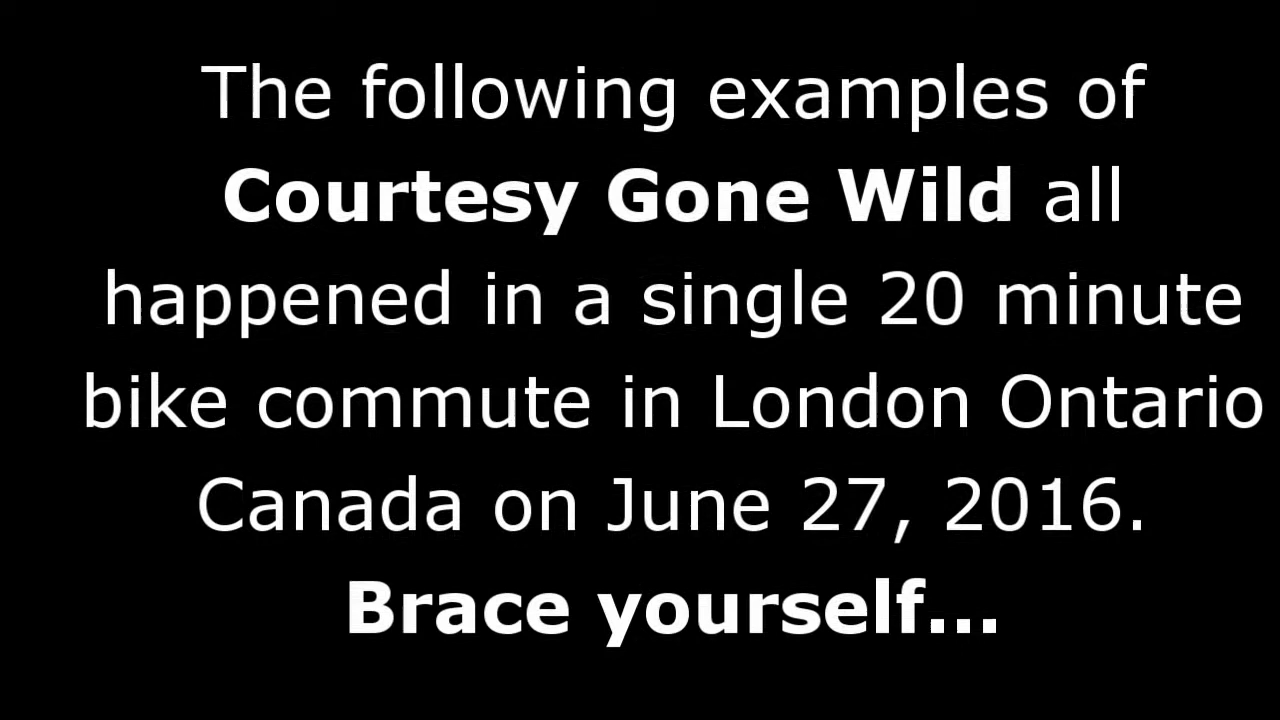 The following examples of
Courtesy Gone Wild all
happened in a single 20 minute
bike commute in London Ontario
Canada on June 27, 2016.
Brace yourself...